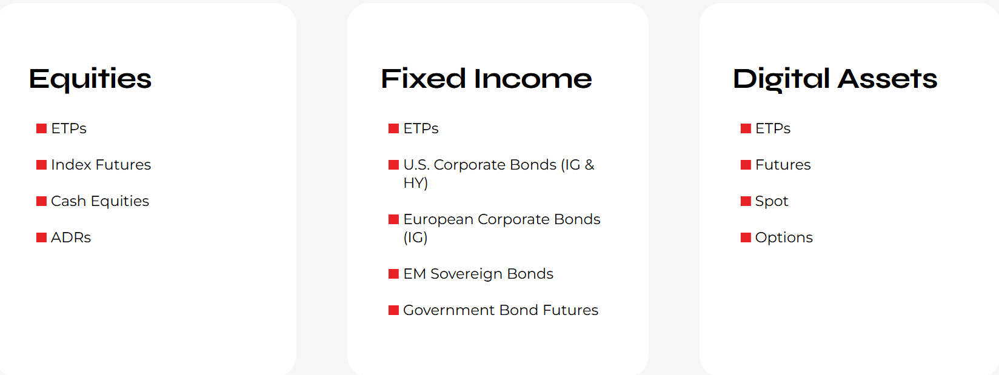 Equities
ETPs
Index Futures
Cash Equities
ADRs
Fixed Income
ETPs
U.S. Corporate Bonds (IG &
HY)
European Corporate Bonds
(IG)
EM Sovereign Bonds
Government Bond Futures
Digital Assets
ETPs
Futures
Spot
Options